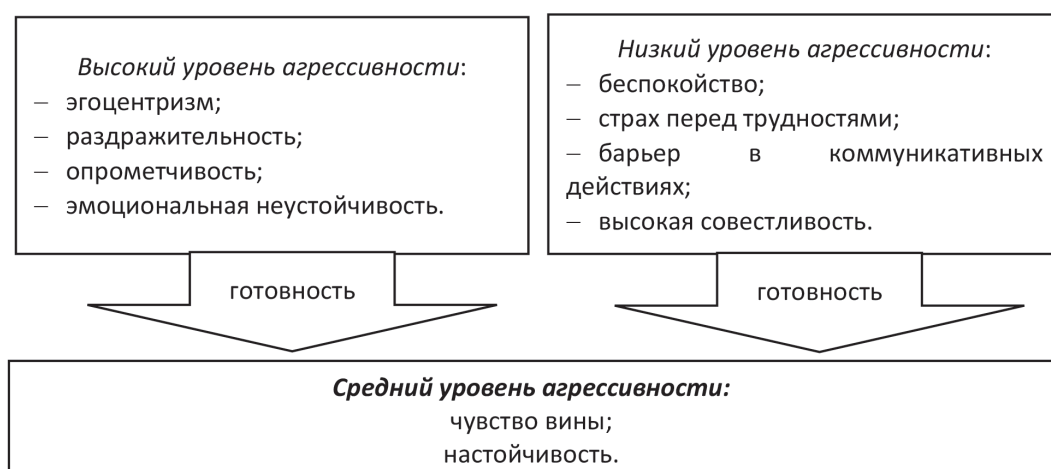 Высокий уровень агрессивности:
– эгоцентризм;
– раздражительность;
– опрометчивость;
– эмоциональная неустойчивость.
Низкий уровень агрессивности:
– беспокойство;
– страх перед трудностями;
– барьер в коммуникативных
действиях;
– высокая совестливость.
готовность
готовность
Средний уровень агрессивности:
чувство вины;
настойчивость.